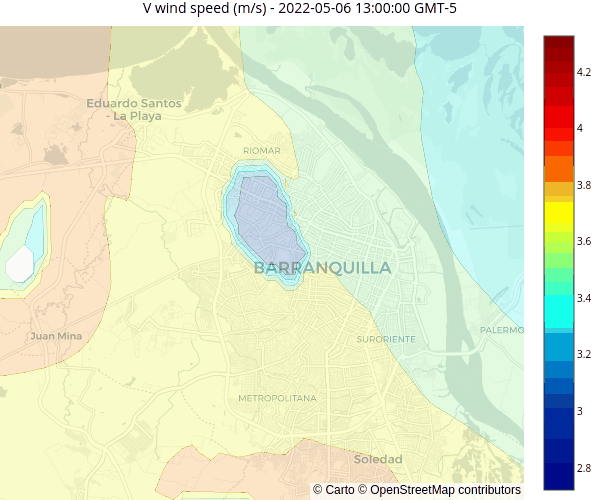 V wind speed (m/s) - 2022-05-06 13:00:00 GMT-5
4.2
Eduardo Santos
- La Playa
4
RIOMAR
3.8
3.6
BARRANQUILLA
3.4
Juan Mina
PALERMO
SURORIENTE
3.2
METROPOLITANA
3
Soledad
2.8
© Carto © OpenStreetMap contributors